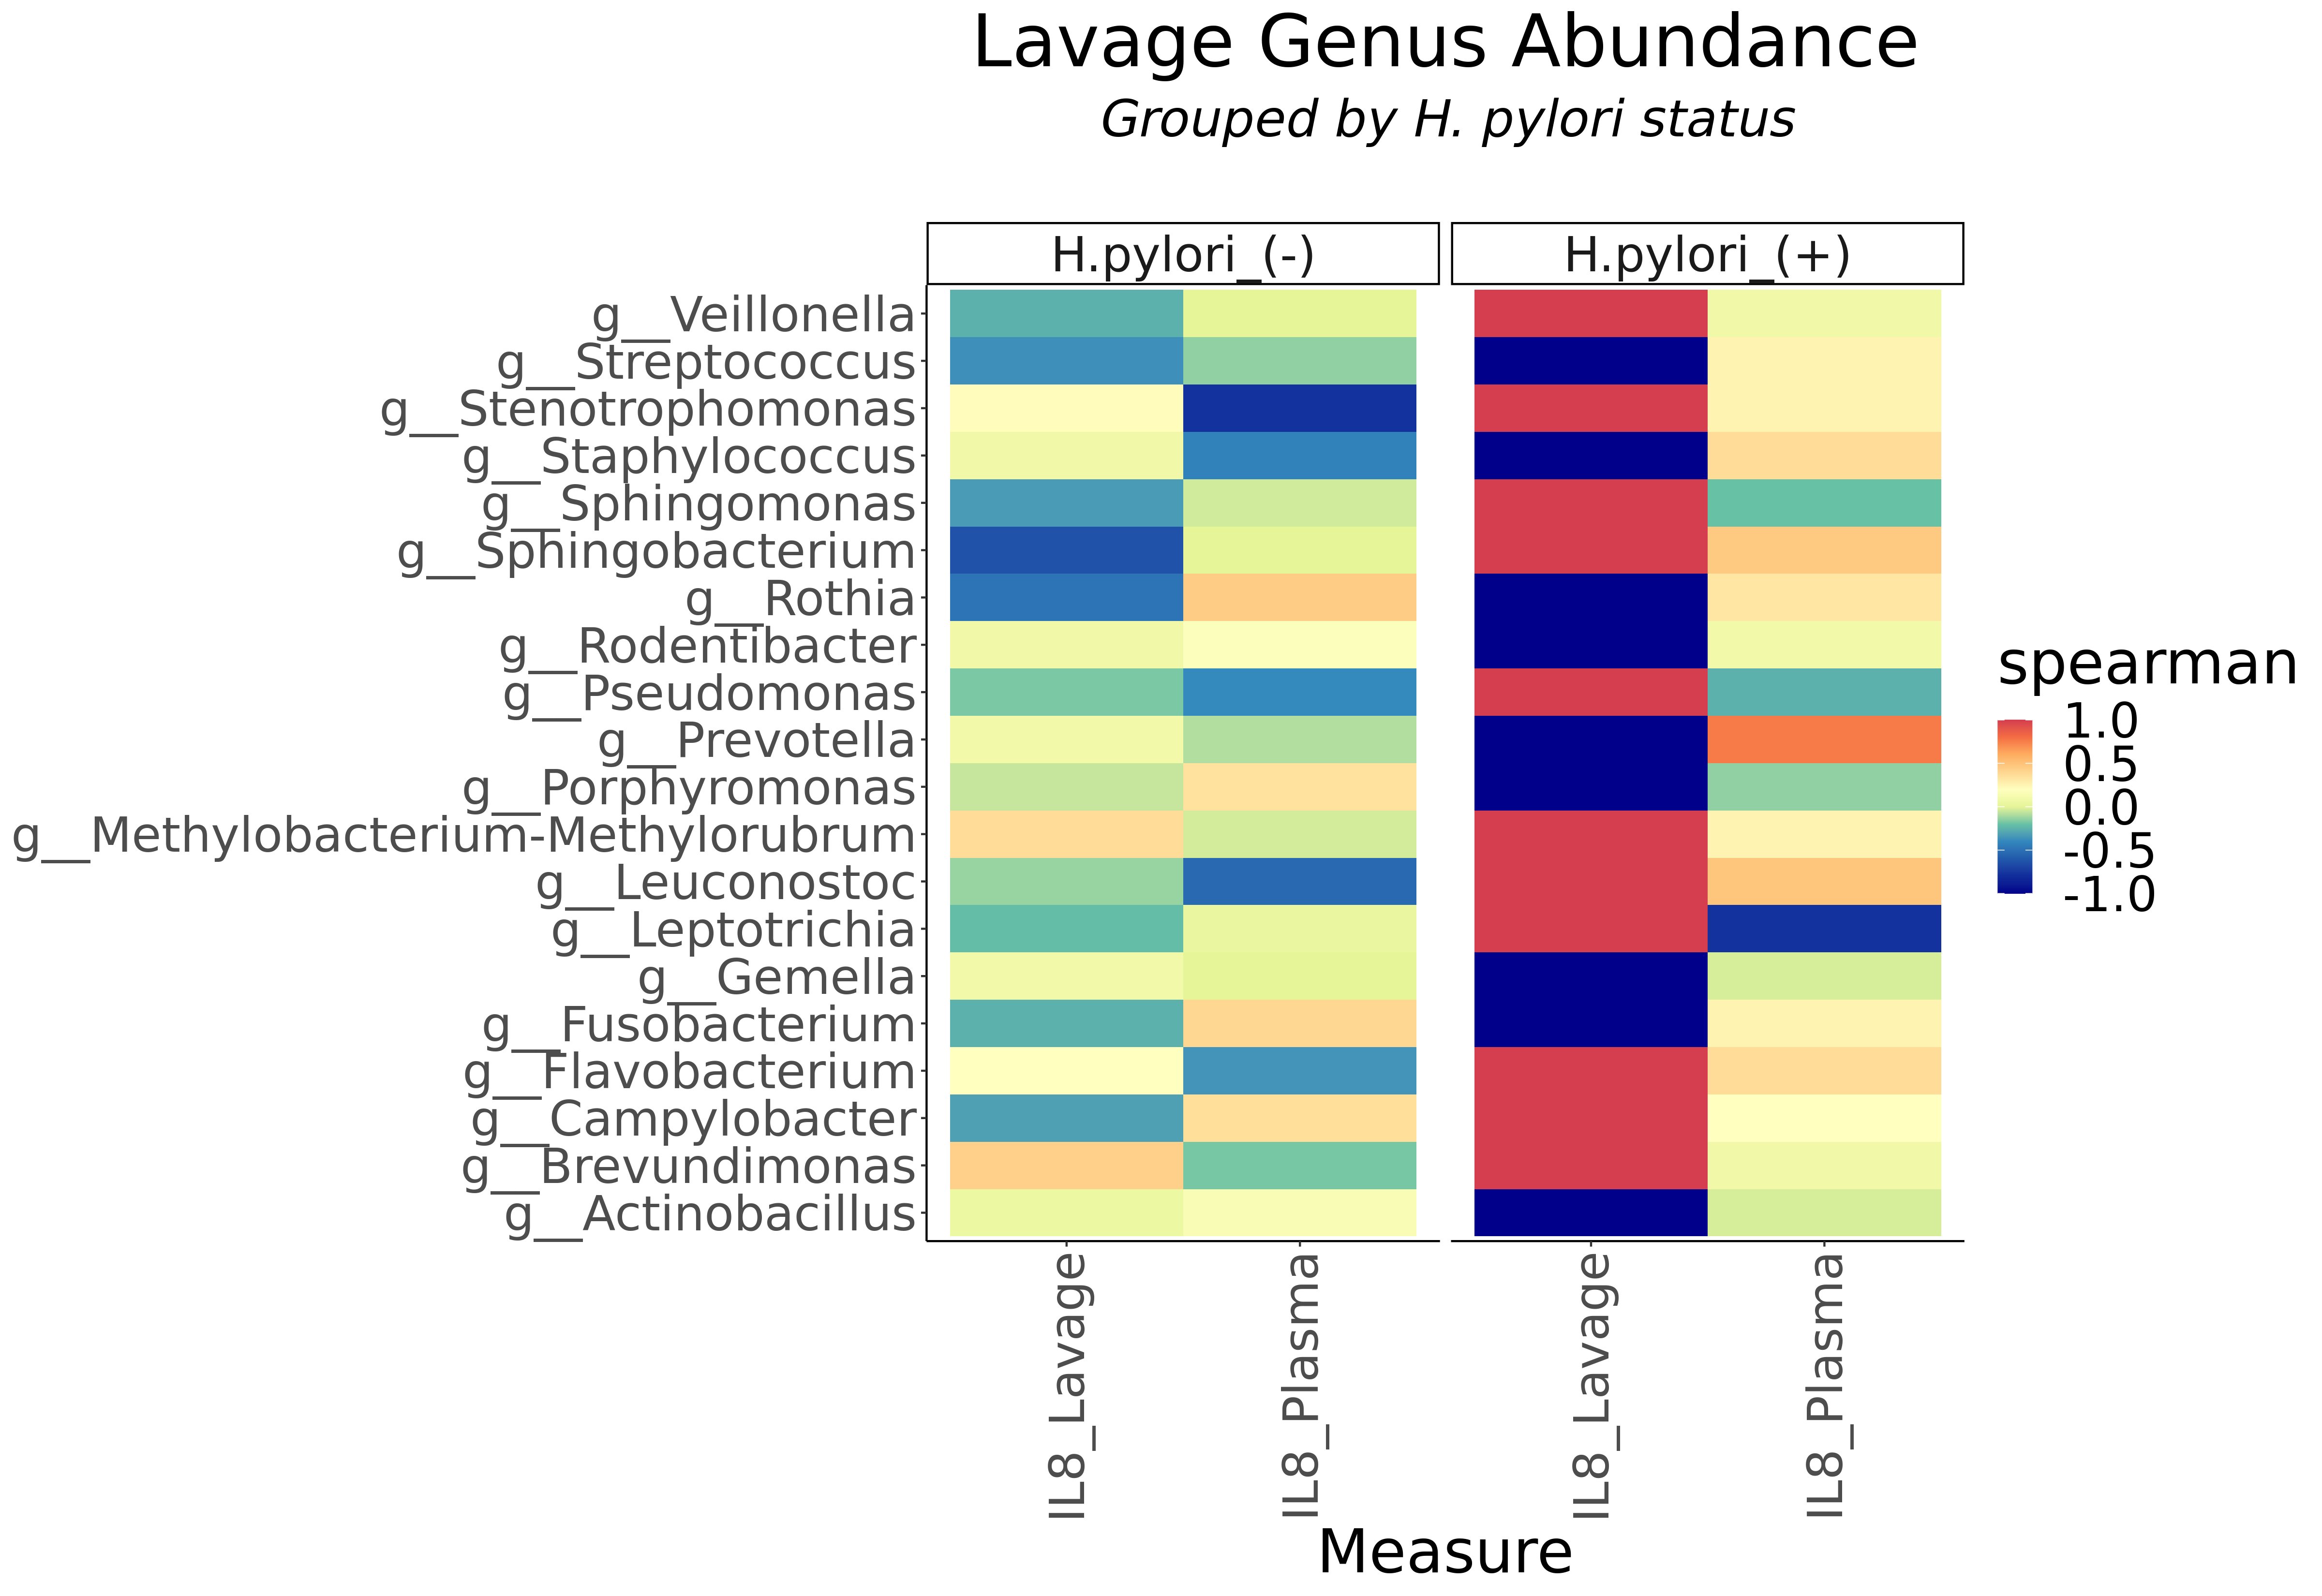 Lavage Genus Abundance
Grouped by H. pylori status
H.pylori_(-)
H.pylori_(+)
g__Veillonella
g__Streptococcus
g__Stenotrophomonas
g__Staphylococcus
g__Sphingomonas
g__Sphingobacterium
g__Rothia
g__Rodentibacter
g__Pseudomonas
g__Prevotella
g__Porphyromonas
g__Methylobacterium-Methylorubrum
g__Leuconostoc
g__Leptotrichia
g__Gemella
g__Fusobacterium
g__Flavobacterium
g__Campylobacter
g__Brevundimonas
g__Actinobacillus
IL8_Lavage
IL8_Plasma
IL8_Lavage
IL8_Plasma
Measure
spearman
1.0
0.5
0.0
-0.5
-1.0